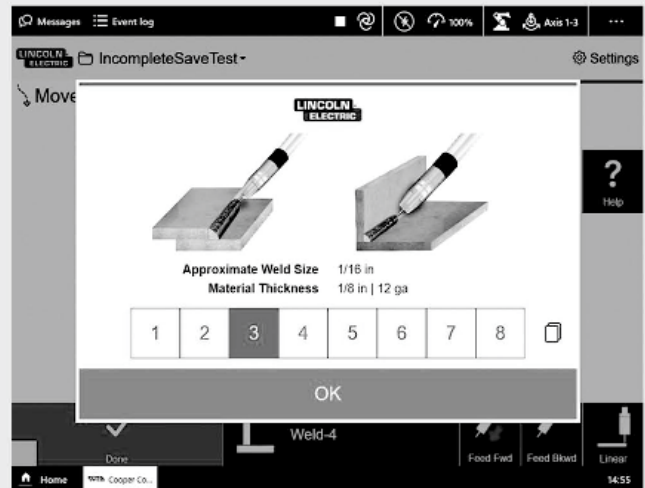 Messages Event log 100% Axis 1-3 ...
LINCOLN ELECTRIC IncompleteSaveTest Settings
Move
LINCOLN ELECTRIC
Help
Approximate Weld Size 1/16 in
Material Thickness 1/8 in | 12 ga
1 2 3 4 5 6 7 8
OK
Weld-4
Done Feed Fwd Feed Bkwd Linear
Home Cooper Co... 14:55